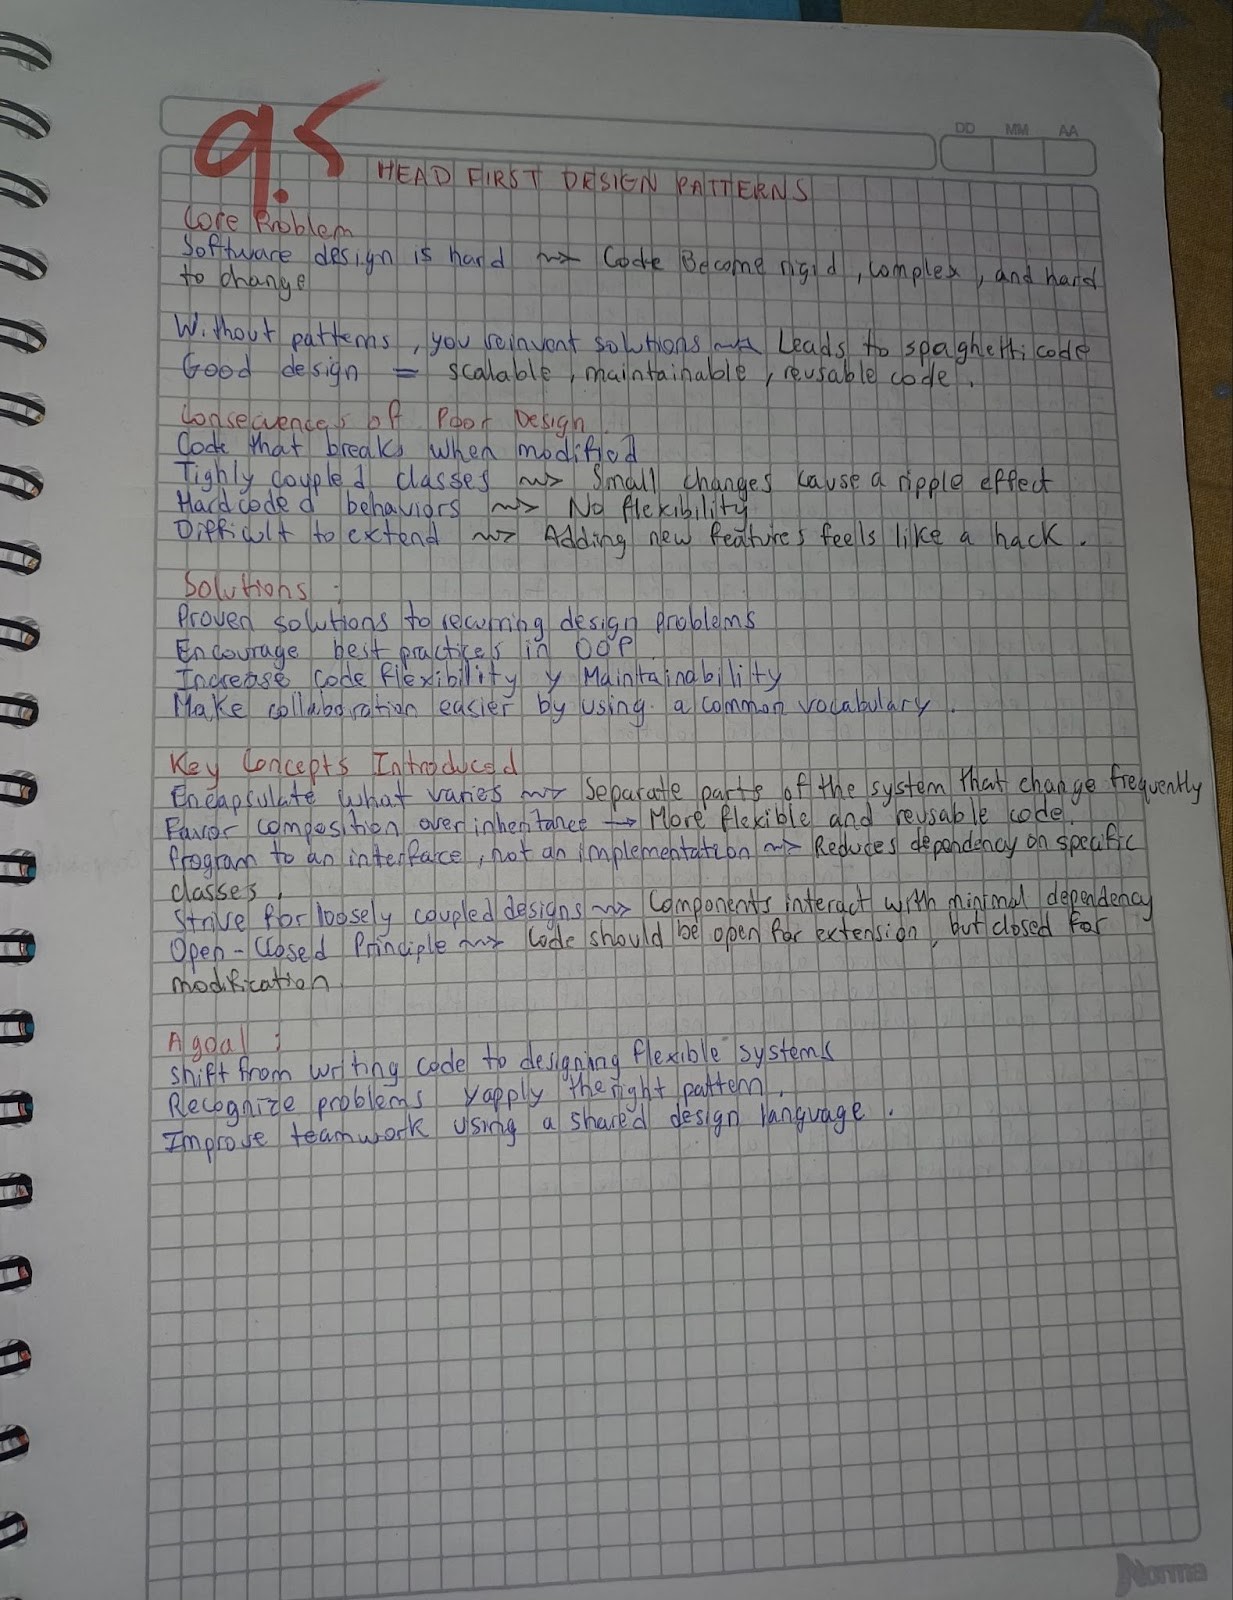 9.5
DD MM AA
HEAD FIRST DESIGN PATTERNS
Core Problem
Software design is hard ~> Code Become rigid, complex, and hard
to change
Without patterns, you reinvent solutions ~> Leads to spaghetti code
Good design = scalable, maintainable, reusable code.
Consecuences of Poor Design
Code that breaks when modified
Tighly coupled classes ~> Small changes cause a ripple effect
Hardcoded behaviors ~> No flexibility
Difficult to extend ~> Adding new features feels like a hack.
Solutions :
Proven solutions to recurring design problems
Encourage best practices in OOP
Increase code flexibility y Maintainability
Make collaboration easier by using a common vocabulary.
Key Concepts Introduced
Encapsulate what varies ~> Separate parts of the system that change frequently
Favor composition over inheritance → More flexible and reusable code.
Program to an interface, not an implementation ~> Reduces dependency on specific
classes.
Strive for loosely coupled designs ~> Components interact with minimal dependency
Open-Closed Principle ~> Code should be open for extension, but closed for
modification
A goal :
Shift from writing code to designing flexible systems
Recognize problems y apply the right pattern.
Improve teamwork using a shared design language.
Norma